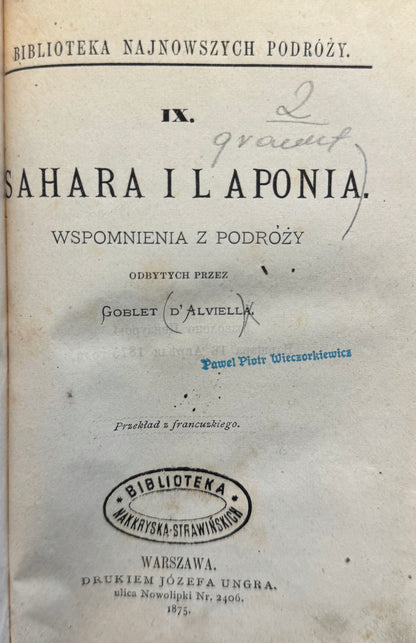 BIBLIOTEKA NAJNOWSZYCH PODRÓŻY.
IX.
2
SAHARA I LAPONIA.
WSPOMNIENIA Z PODRÓŻY
ODBYTYCH PRZEZ
GOBLET (D'ALVIELLA.
Paweł Piotr Wieczorkiewicz
Przekład z francuzkiego.
BIBLIOTEKA
NAKKRYSKA-STRAWIŃSKICH
WARSZAWA.
DRUKIEM JÓZEFA UNGRA,
ulica Nowolipki Nr. 2406.
1875.